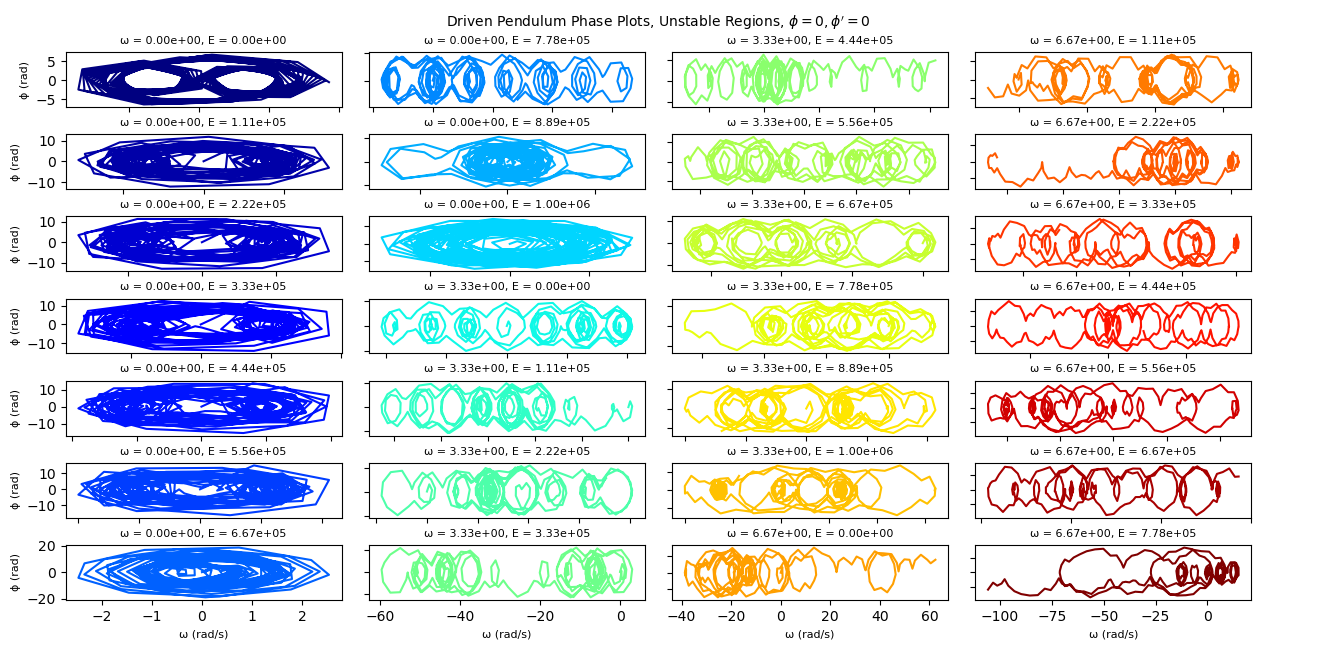 Driven Pendulum Phase Plots, Unstable Regions, ϕ = 0, ϕ′ = 0
ω = 0.00e+00, E = 0.00e+00
ω = 0.00e+00, E = 7.78e+05
ω = 3.33e+00, E = 4.44e+05
ω = 6.67e+00, E = 1.11e+05
5
0
−5
ϕ (rad)
ω = 0.00e+00, E = 1.11e+05
ω = 0.00e+00, E = 8.89e+05
ω = 3.33e+00, E = 5.56e+05
ω = 6.67e+00, E = 2.22e+05
10
0
−10
ϕ (rad)
ω = 0.00e+00, E = 2.22e+05
ω = 0.00e+00, E = 1.00e+06
ω = 3.33e+00, E = 6.67e+05
ω = 6.67e+00, E = 3.33e+05
10
0
−10
ϕ (rad)
ω = 0.00e+00, E = 3.33e+05
ω = 3.33e+00, E = 0.00e+00
ω = 3.33e+00, E = 7.78e+05
ω = 6.67e+00, E = 4.44e+05
10
0
−10
ϕ (rad)
ω = 0.00e+00, E = 4.44e+05
ω = 3.33e+00, E = 1.11e+05
ω = 3.33e+00, E = 8.89e+05
ω = 6.67e+00, E = 5.56e+05
10
0
−10
ϕ (rad)
ω = 0.00e+00, E = 5.56e+05
ω = 3.33e+00, E = 2.22e+05
ω = 3.33e+00, E = 1.00e+06
ω = 6.67e+00, E = 6.67e+05
10
0
−10
ϕ (rad)
ω = 0.00e+00, E = 6.67e+05
ω = 3.33e+00, E = 3.33e+05
ω = 6.67e+00, E = 0.00e+00
ω = 6.67e+00, E = 7.78e+05
20
0
−20
ϕ (rad)
−2 −1 0 1 2
−60 −40 −20 0
−40 −20 0 20 40 60
−100 −75 −50 −25 0
ω (rad/s)
ω (rad/s)
ω (rad/s)
ω (rad/s)